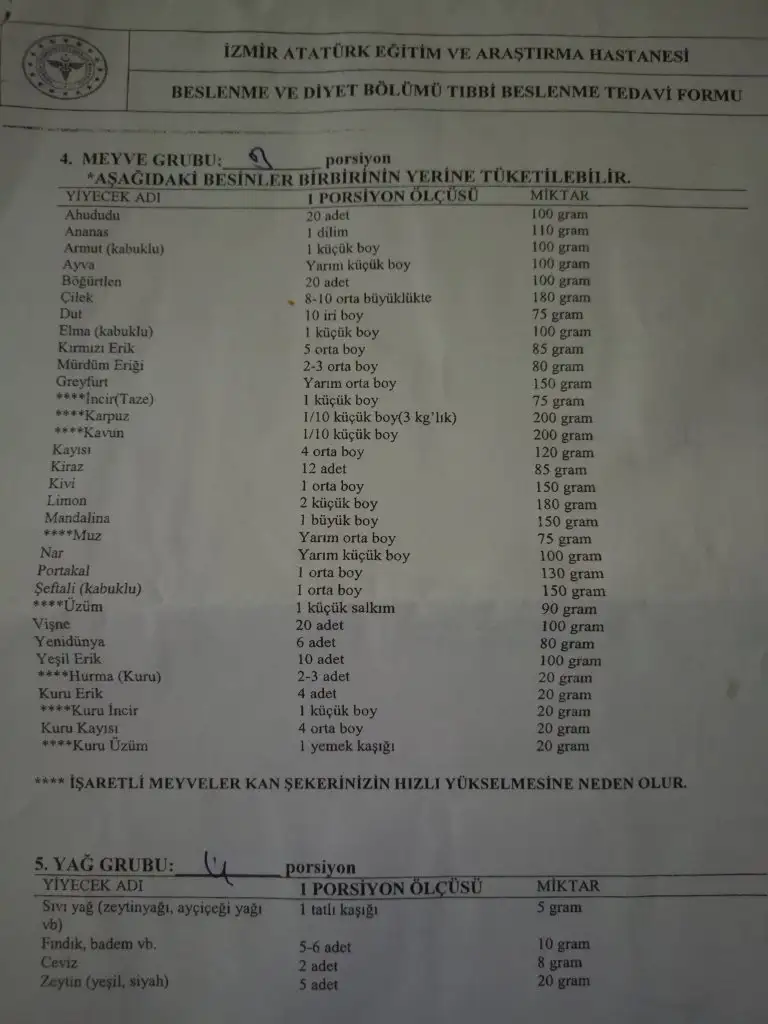 İZMİR ATATÜRK EĞİTİM VE ARAŞTIRMA HASTANESİ
BESLENME VE DİYET BÖLÜMÜ TIBBİ BESLENME TEDAVİ FORMU
4. MEYVE GRUBU: porsiyon
*AŞAĞIDAKİ BESİNLER BİRBİRİNİN YERİNE TÜKETİLEBİLİR.
YİYECEK ADI 1 PORSİYON ÖLÇÜSÜ MİKTAR
Ahududu 20 adet 100 gram
Ananas 1 dilim 110 gram
Armut (kabuklu) 1 küçük boy 100 gram
Ayva Yarım küçük boy 100 gram
Böğürtlen 20 adet 100 gram
Çilek 8-10 orta büyüklükte 180 gram
Dut 10 iri boy 75 gram
Elma (kabuklu) 1 küçük boy 100 gram
Kırmızı Erik 5 orta boy 85 gram
Mürdüm Eriği 2-3 orta boy 80 gram
Greyfurt Yarım orta boy 150 gram
****İncir(Taze) 1 küçük boy 75 gram
****Karpuz 1/10 küçük boy(3 kg'lık) 200 gram
****Kavun 1/10 küçük boy 200 gram
Kayısı 4 orta boy 120 gram
Kiraz 12 adet 85 gram
Kivi 1 orta boy 150 gram
Limon 2 küçük boy 180 gram
Mandalina 1 büyük boy 150 gram
****Muz Yarım orta boy 75 gram
Nar Yarım küçük boy 100 gram
Portakal 1 orta boy 130 gram
Şeftali (kabuklu) 1 orta boy 150 gram
****Üzüm 1 küçük salkım 90 gram
Vişne 20 adet 100 gram
Yenidünya 6 adet 80 gram
Yeşil Erik 10 adet 100 gram
****Hurma (Kuru) 2-3 adet 20 gram
Kuru Erik 4 adet 20 gram
****Kuru İncir 1 küçük boy 20 gram
Kuru Kayısı 4 orta boy 20 gram
****Kuru Üzüm 1 yemek kaşığı 20 gram
**** İŞARETLİ MEYVELER KAN ŞEKERİNİZİN HIZLI YÜKSELMESİNE NEDEN OLUR.
5. YAĞ GRUBU: 4 porsiyon
YİYECEK ADI 1 PORSİYON ÖLÇÜSÜ MİKTAR
Sıvı yağ (zeytinyağı, ayçiçeği yağı 1 tatlı kaşığı 5 gram
vb)
Fındık, badem vb. 5-6 adet 10 gram
Ceviz 2 adet 8 gram
Zeytin (yeşil, siyah) 5 adet 20 gram